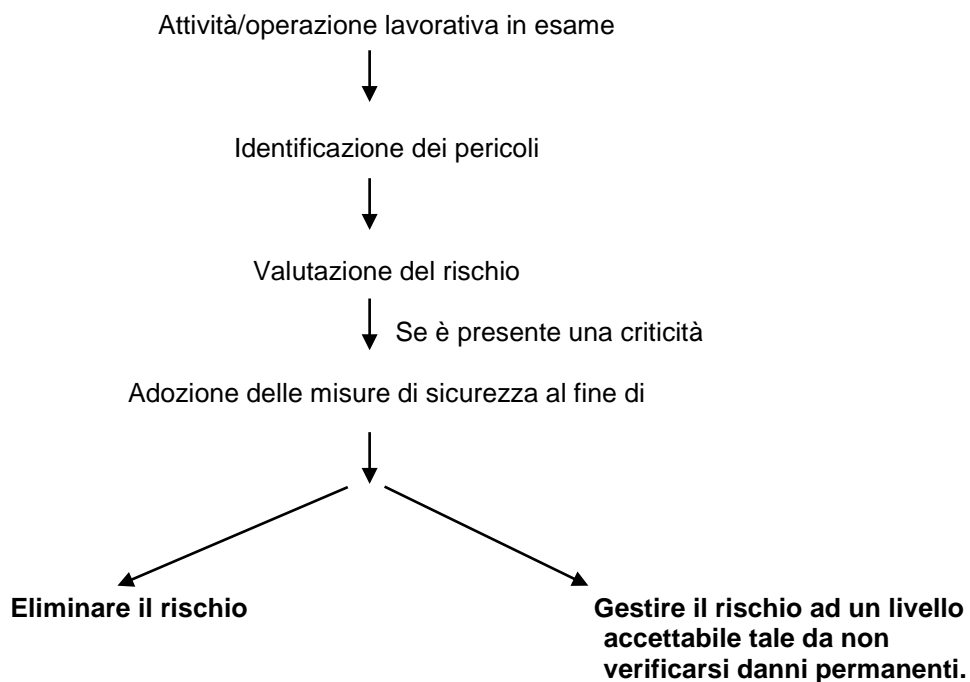 Attività/operazione lavorativa in esame
Identificazione dei pericoli
Valutazione del rischio
Se è presente una criticità
Adozione delle misure di sicurezza al fine di
Eliminare il rischio
Gestire il rischio ad un livello
accettabile tale da non
verificarsi danni permanenti.